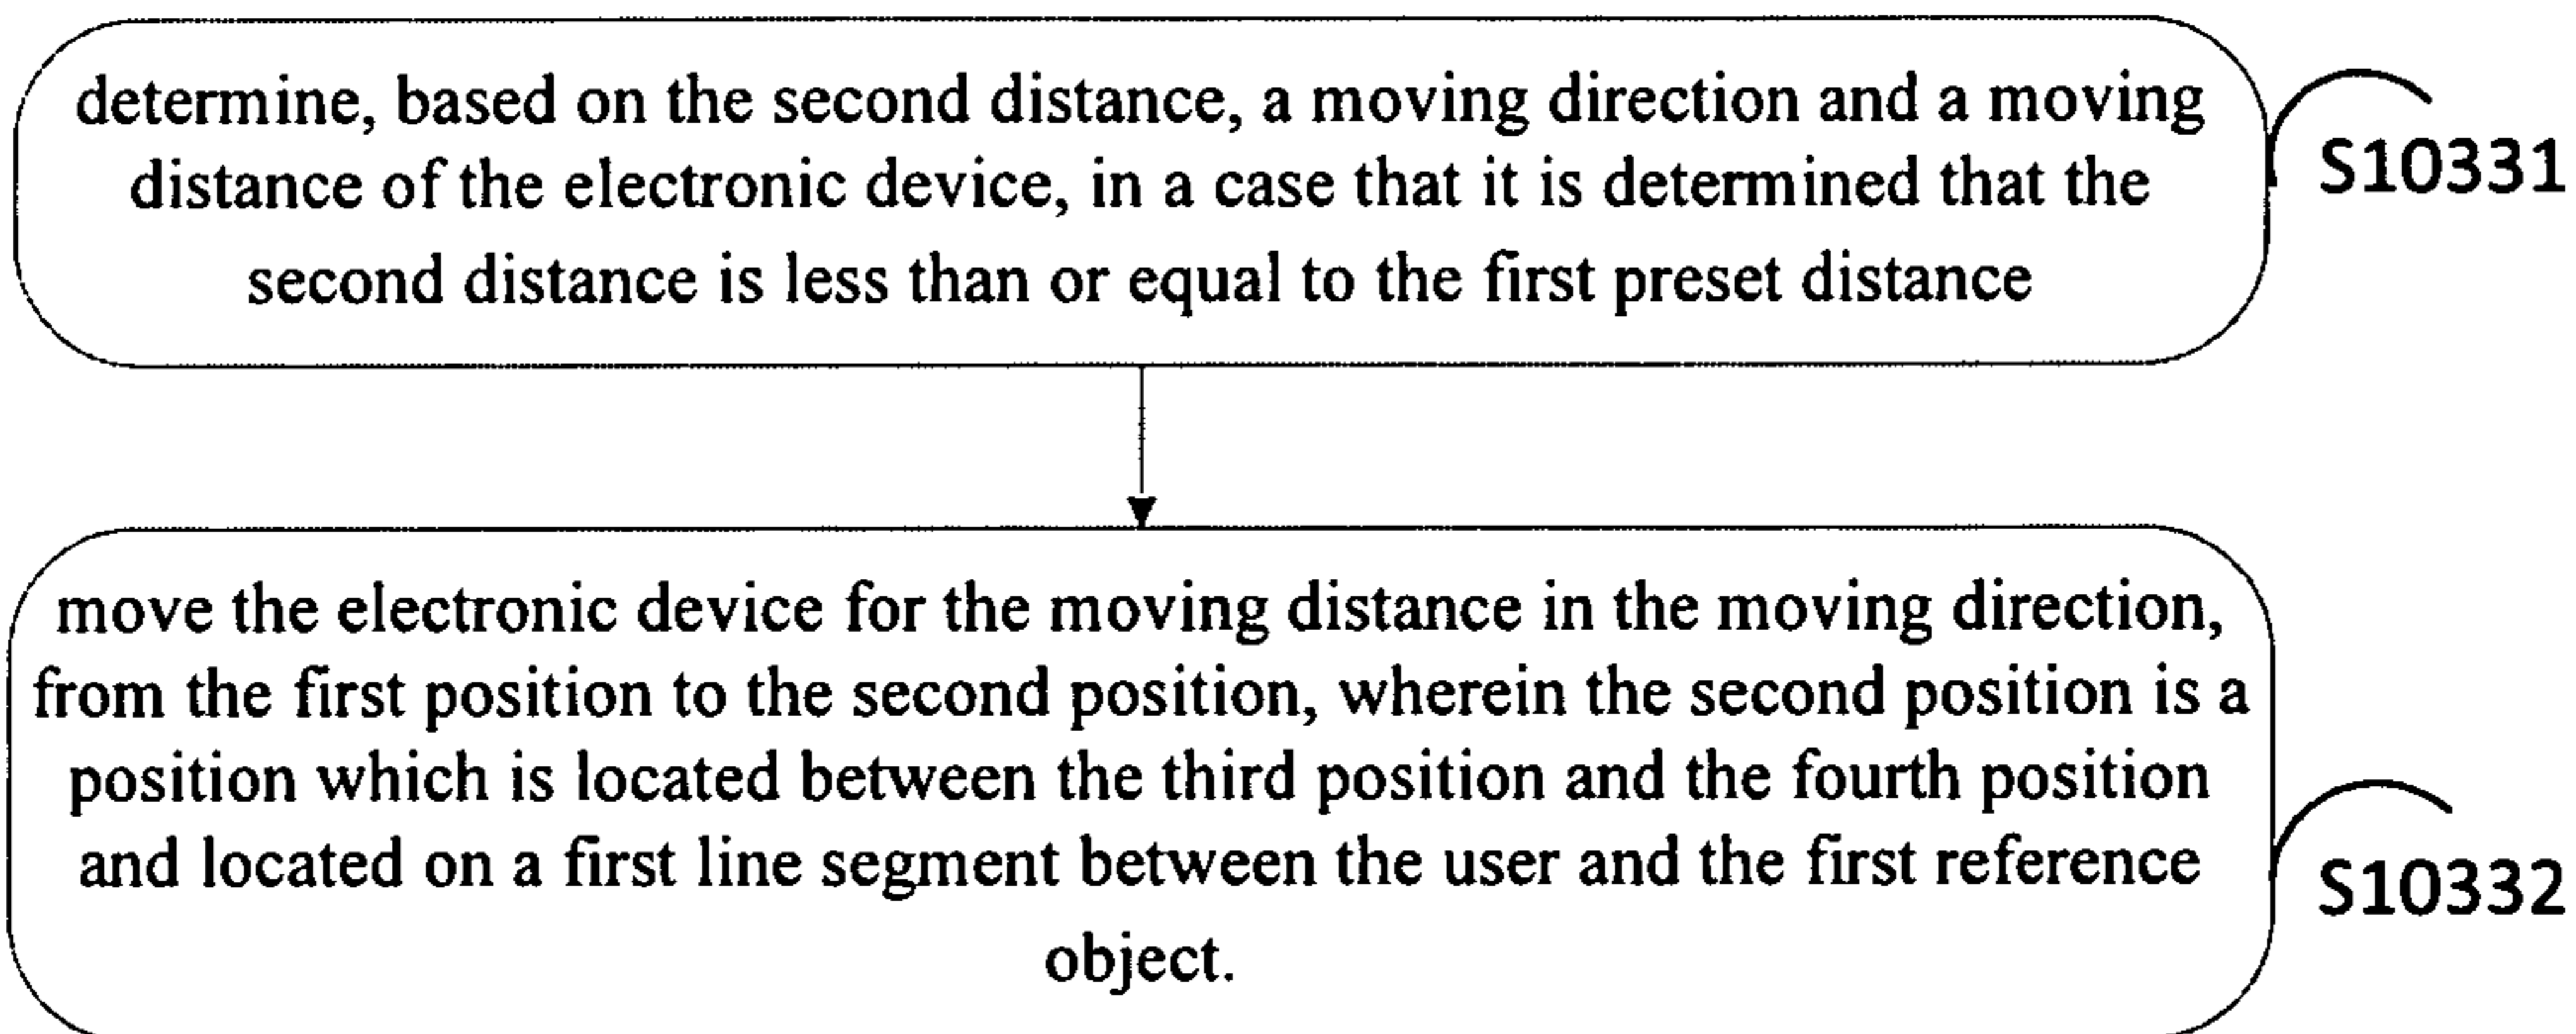 determine, based on the second distance, a moving direction and a moving
distance of the electronic device, in a case that it is determined that the
second distance is less than or equal to the first preset distance
S10331
move the electronic device for the moving distance in the moving direction,
from the first position to the second position, wherein the second position is a
position which is located between the third position and the fourth position
and located on a first line segment between the user and the first reference
object.
S10332